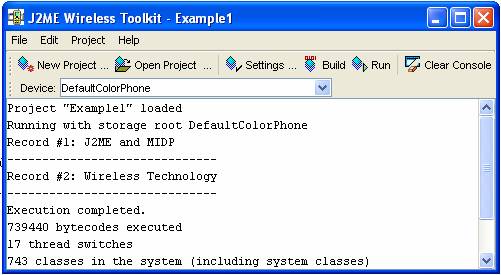 J2ME Wireless Toolkit - Example1
File Edit Project Help
New Project ... Open Project ... Settings ... Build Run Clear Console
Device: DefaultColorPhone
Project "Example1" loaded
Running with storage root DefaultColorPhone
Record #1: J2ME and MIDP
------------------------------
Record #2: Wireless Technology
------------------------------
Execution completed.
739440 bytecodes executed
17 thread switches
743 classes in the system (including system classes)